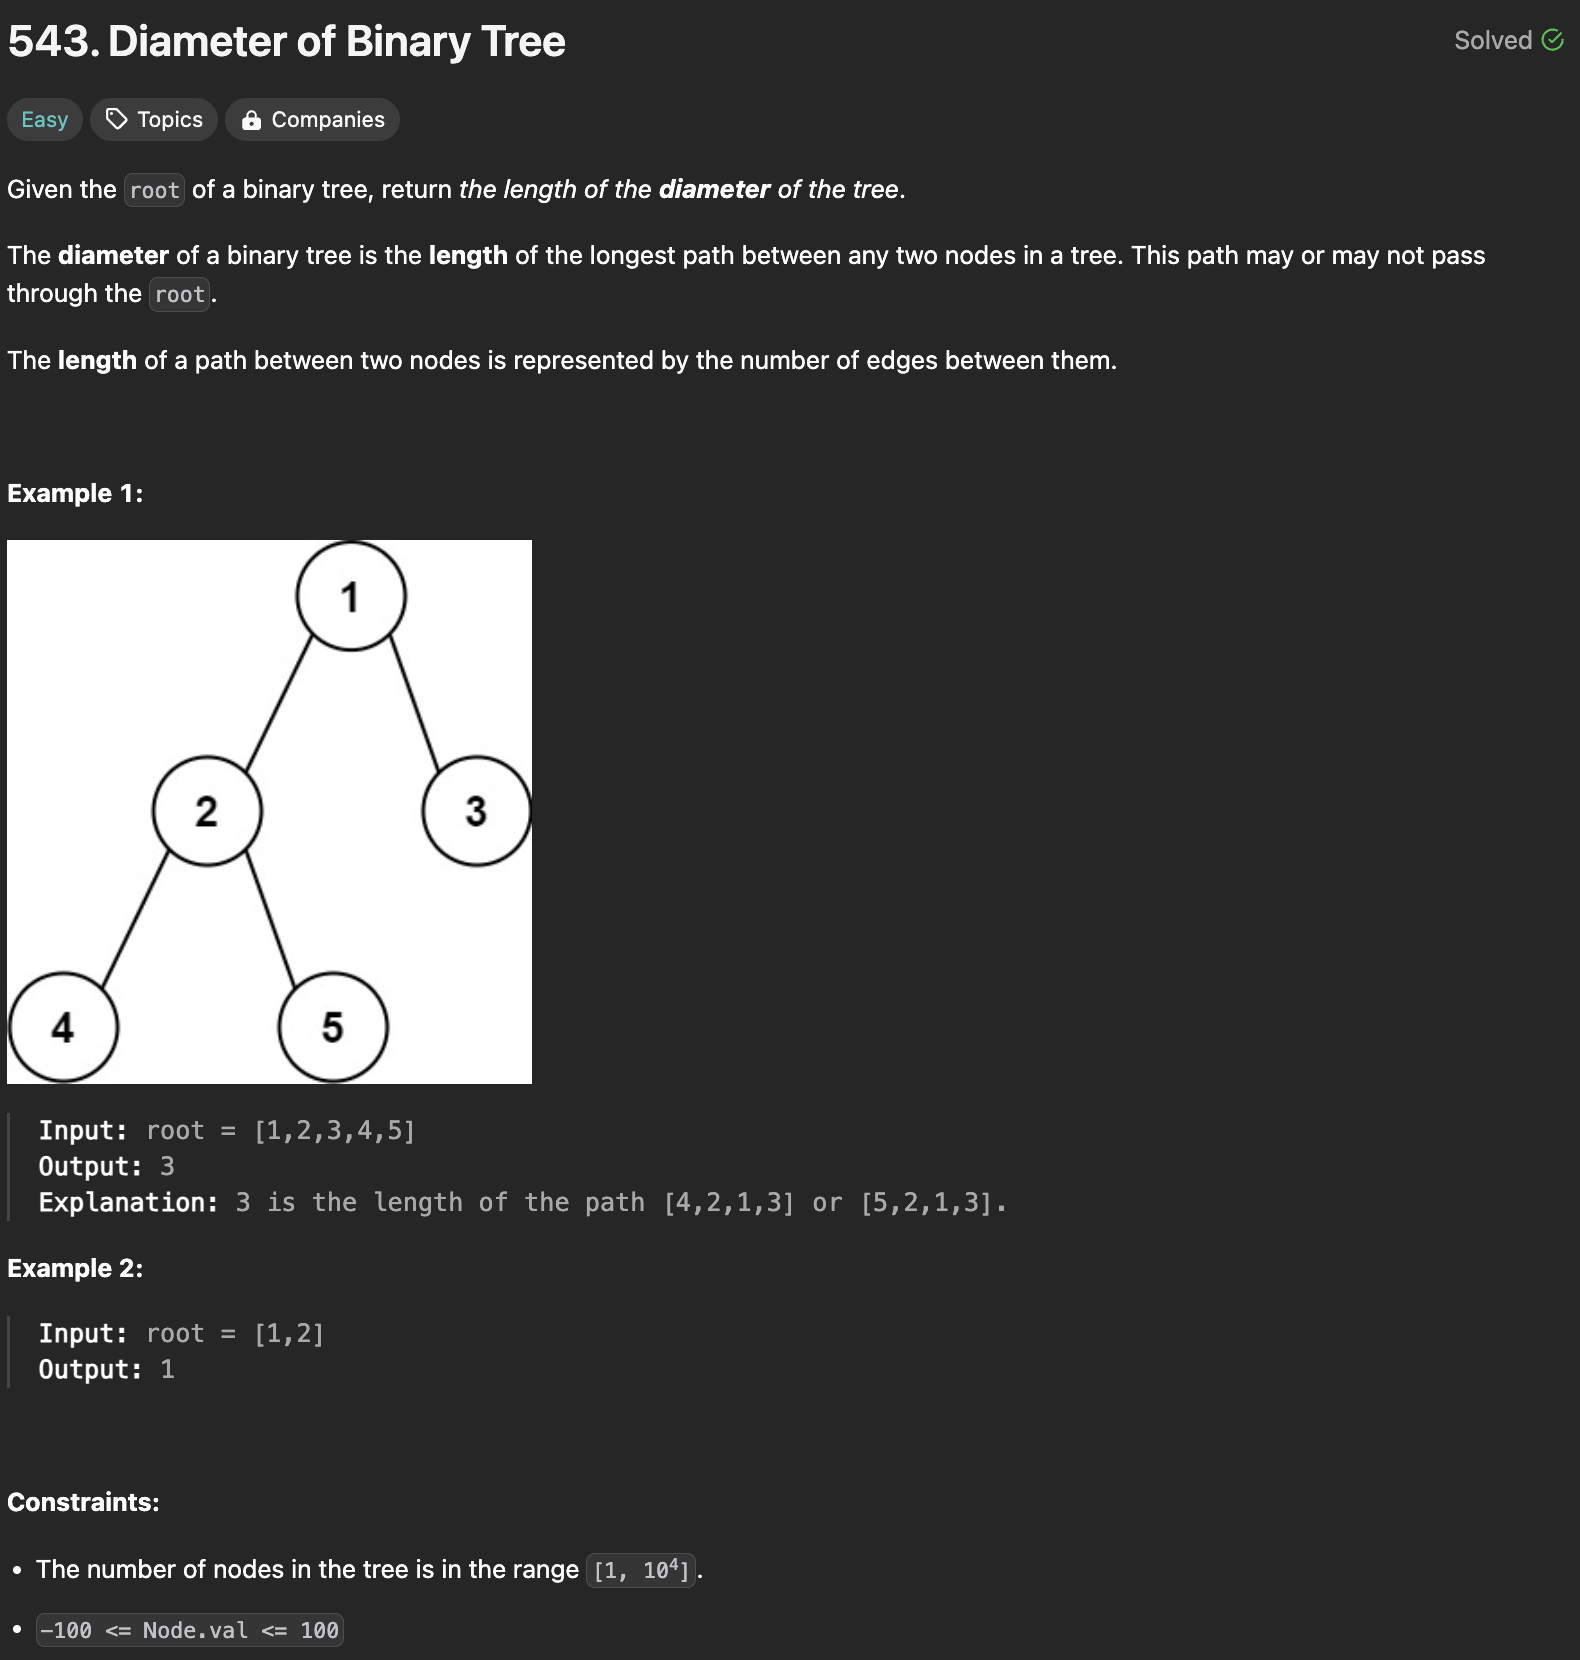 543. Diameter of Binary Tree
Solved
Easy
Topics
Companies
Given the root of a binary tree, return the length of the diameter of the tree.
The diameter of a binary tree is the length of the longest path between any two nodes in a tree. This path may or may not pass
through the root.
The length of a path between two nodes is represented by the number of edges between them.
Example 1:
1
2
3
4
5
Input: root = [1,2,3,4,5]
Output: 3
Explanation: 3 is the length of the path [4,2,1,3] or [5,2,1,3].
Example 2:
Input: root = [1,2]
Output: 1
Constraints:
• The number of nodes in the tree is in the range [1, 10⁴].
• -100 <= Node.val <= 100